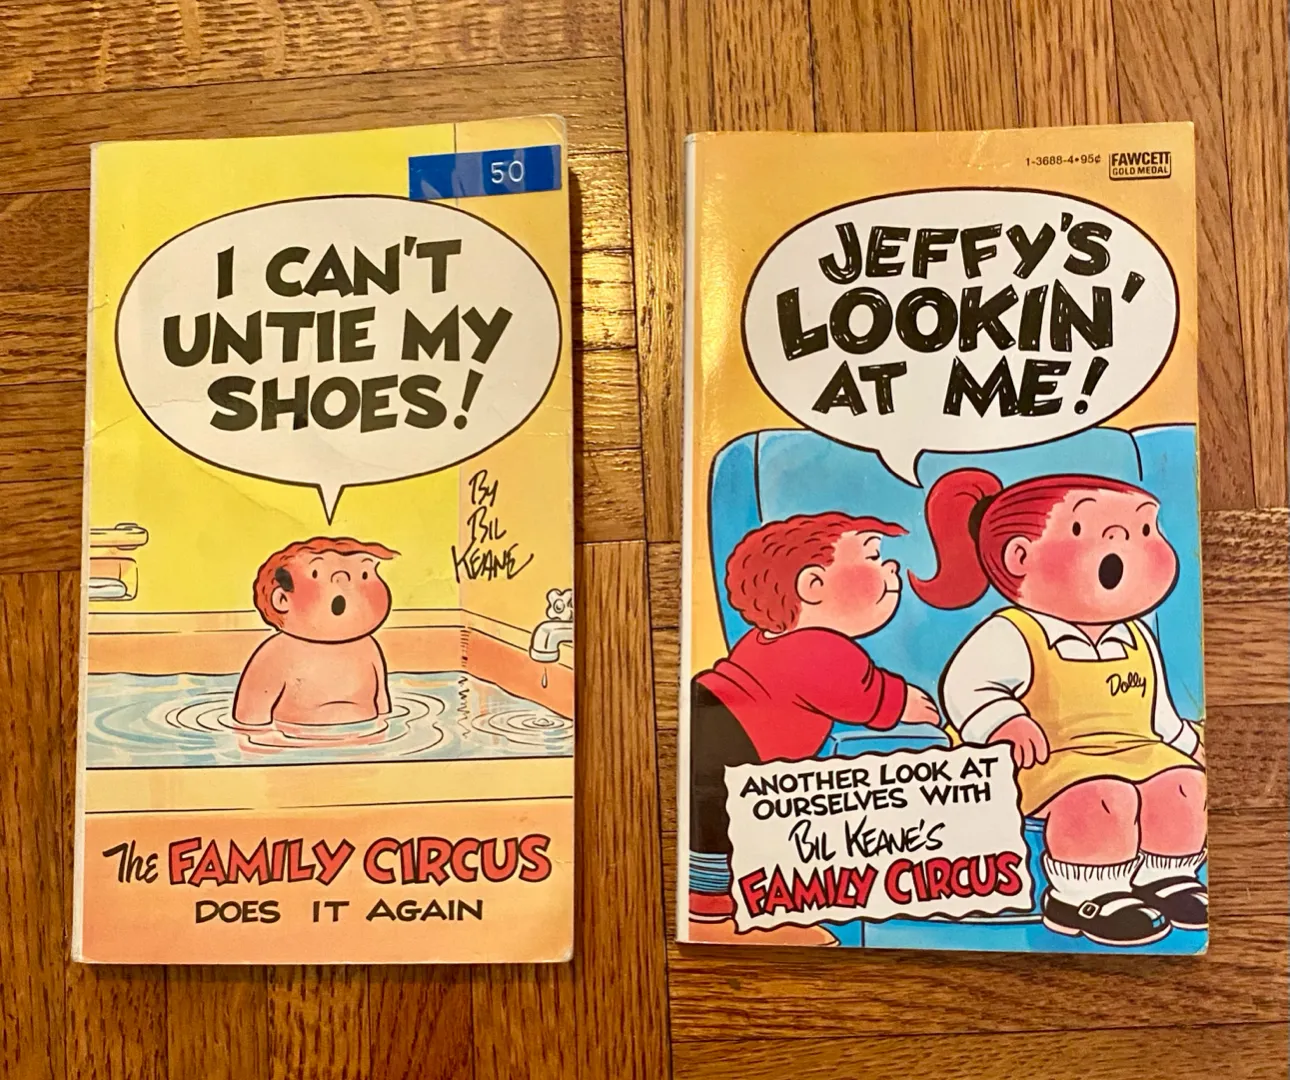 50
I CAN'T
UNTIE MY
SHOES!
By
BIL
KEANE
The FAMILY CIRCUS
DOES IT AGAIN
1-3688-4•95¢
FAWCETT
GOLD MEDAL
JEFFY'S
LOOKIN'
AT ME!
Dolly
ANOTHER LOOK AT
OURSELVES WITH
BIL KEANE'S
FAMILY CIRCUS